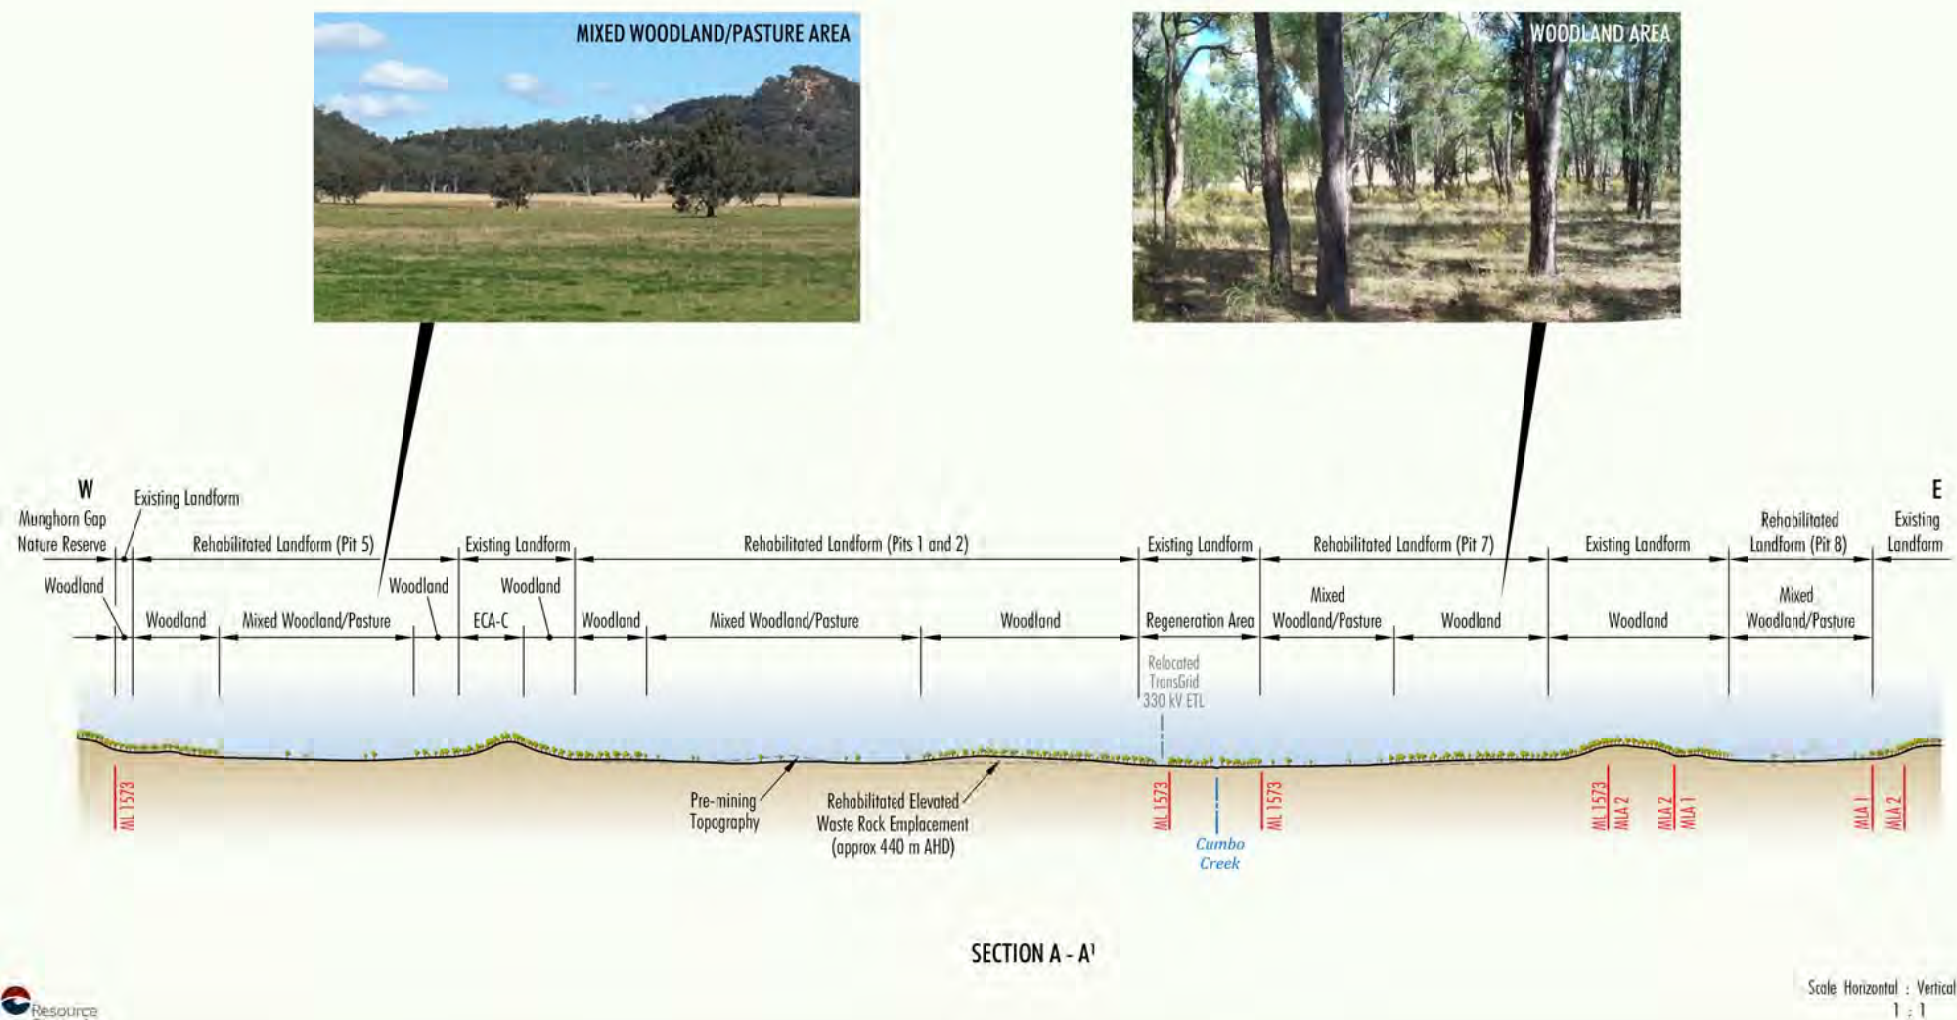 MIXED WOODLAND/PASTURE AREA
WOODLAND AREA
W
E
Munghorn Gap
Nature Reserve
Existing Landform
Rehabilitated Landform (Pit 5)
Existing Landform
Rehabilitated Landform (Pits 1 and 2)
Existing Landform
Rehabilitated Landform (Pit 7)
Existing Landform
Rehabilitated
Landform (Pit 8)
Existing
Landform
Woodland
Woodland
Mixed Woodland/Pasture
Woodland
ECA-C
Woodland
Woodland
Mixed Woodland/Pasture
Woodland
Regeneration Area
Mixed
Woodland/Pasture
Woodland
Woodland
Mixed
Woodland/Pasture
Relocated
TransGrid
330 kV ETL
ML 1573
Pre-mining
Topography
Rehabilitated Elevated
Waste Rock Emplacement
(approx 440 m AHD)
ML 1573
Cumbo
Creek
ML 1573
ML 1573
MLA 2
MLA 2
MLA 1
MLA 1
MLA 2
SECTION A - A¹
Scale Horizontal : Vertical
1 : 1
Resource